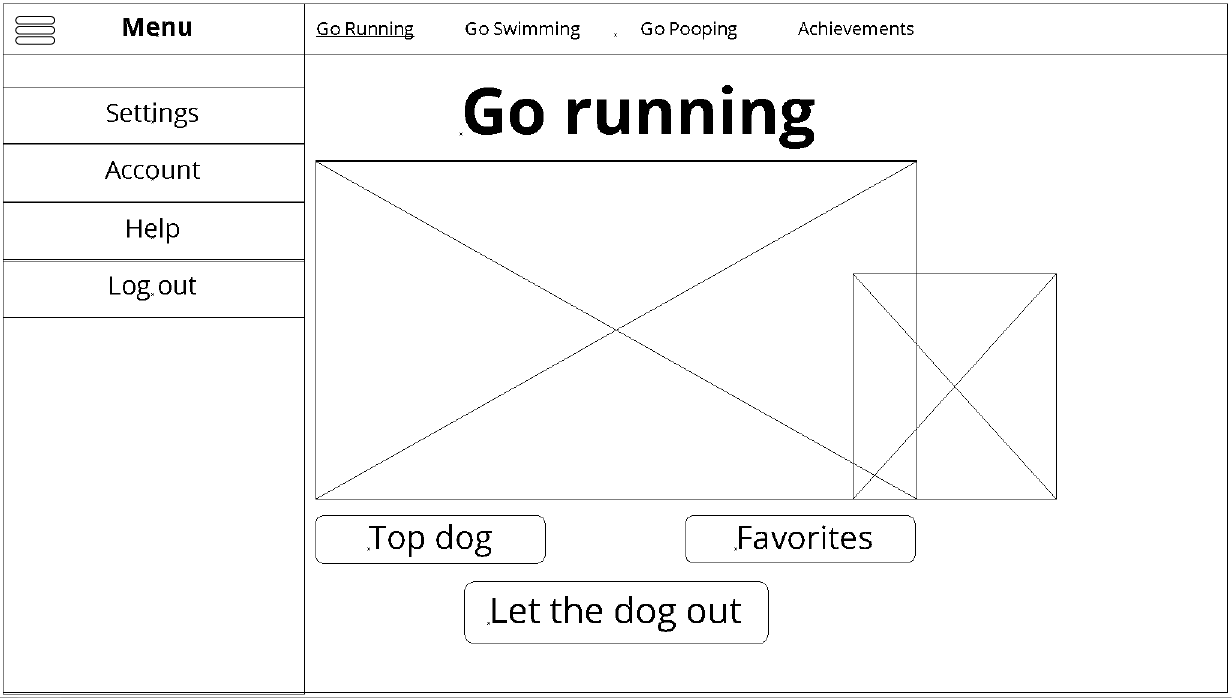 Menu
Go Running
Go Swimming
Go Pooping
Achievements
Settings
Account
Help
Log out
Go running
Top dog
Favorites
Let the dog out